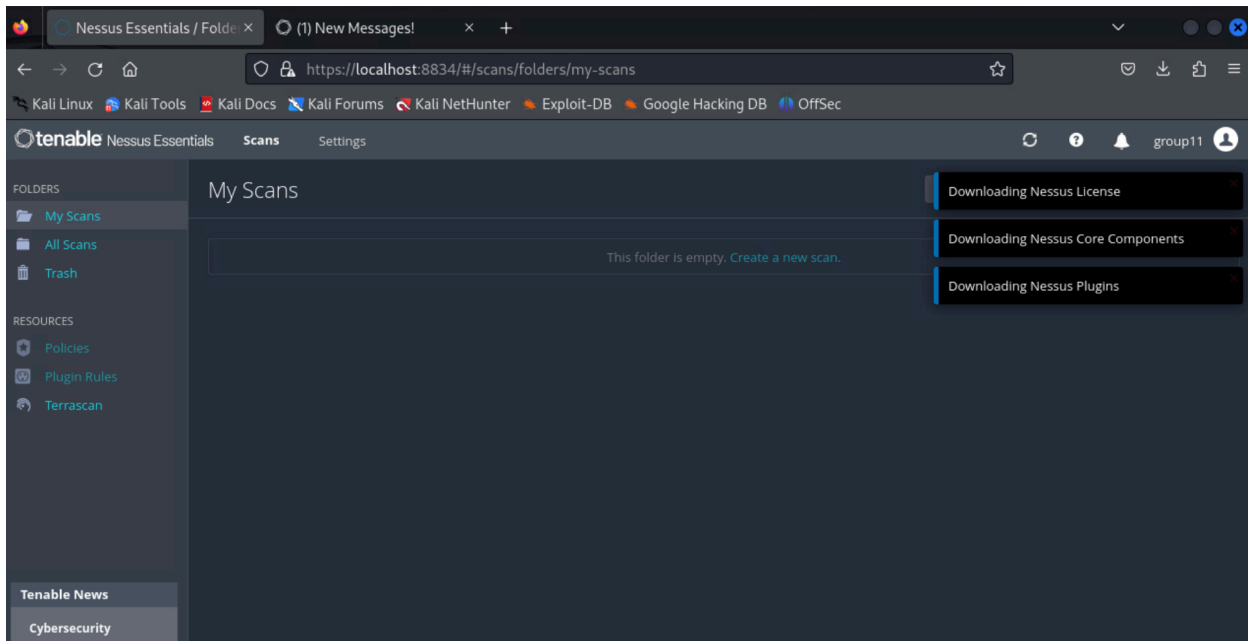 Nessus Essentials / Folde
(1) New Messages!
https://localhost:8834/#/scans/folders/my-scans
Kali Linux Kali Tools Kali Docs Kali Forums Kali NetHunter Exploit-DB Google Hacking DB OffSec
tenable Nessus Essentials Scans Settings group11
FOLDERS
My Scans
All Scans
Trash
RESOURCES
Policies
Plugin Rules
Terrascan
Tenable News
Cybersecurity
My Scans
This folder is empty. Create a new scan.
Downloading Nessus License
Downloading Nessus Core Components
Downloading Nessus Plugins